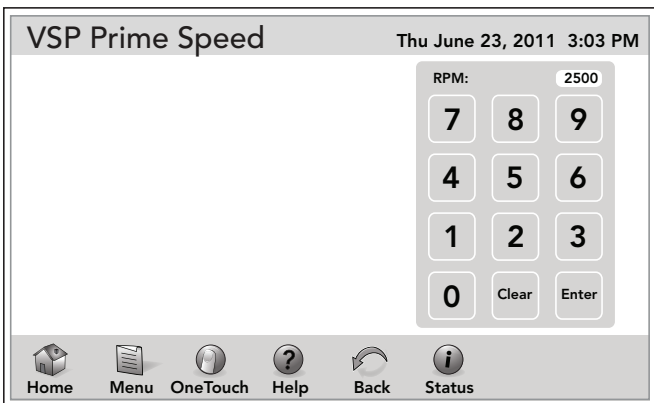 VSP Prime Speed Thu June 23, 2011 3:03 PM
RPM: 2500
7 8 9
4 5 6
1 2 3
0 Clear Enter
? i
Home Menu OneTouch Help Back Status